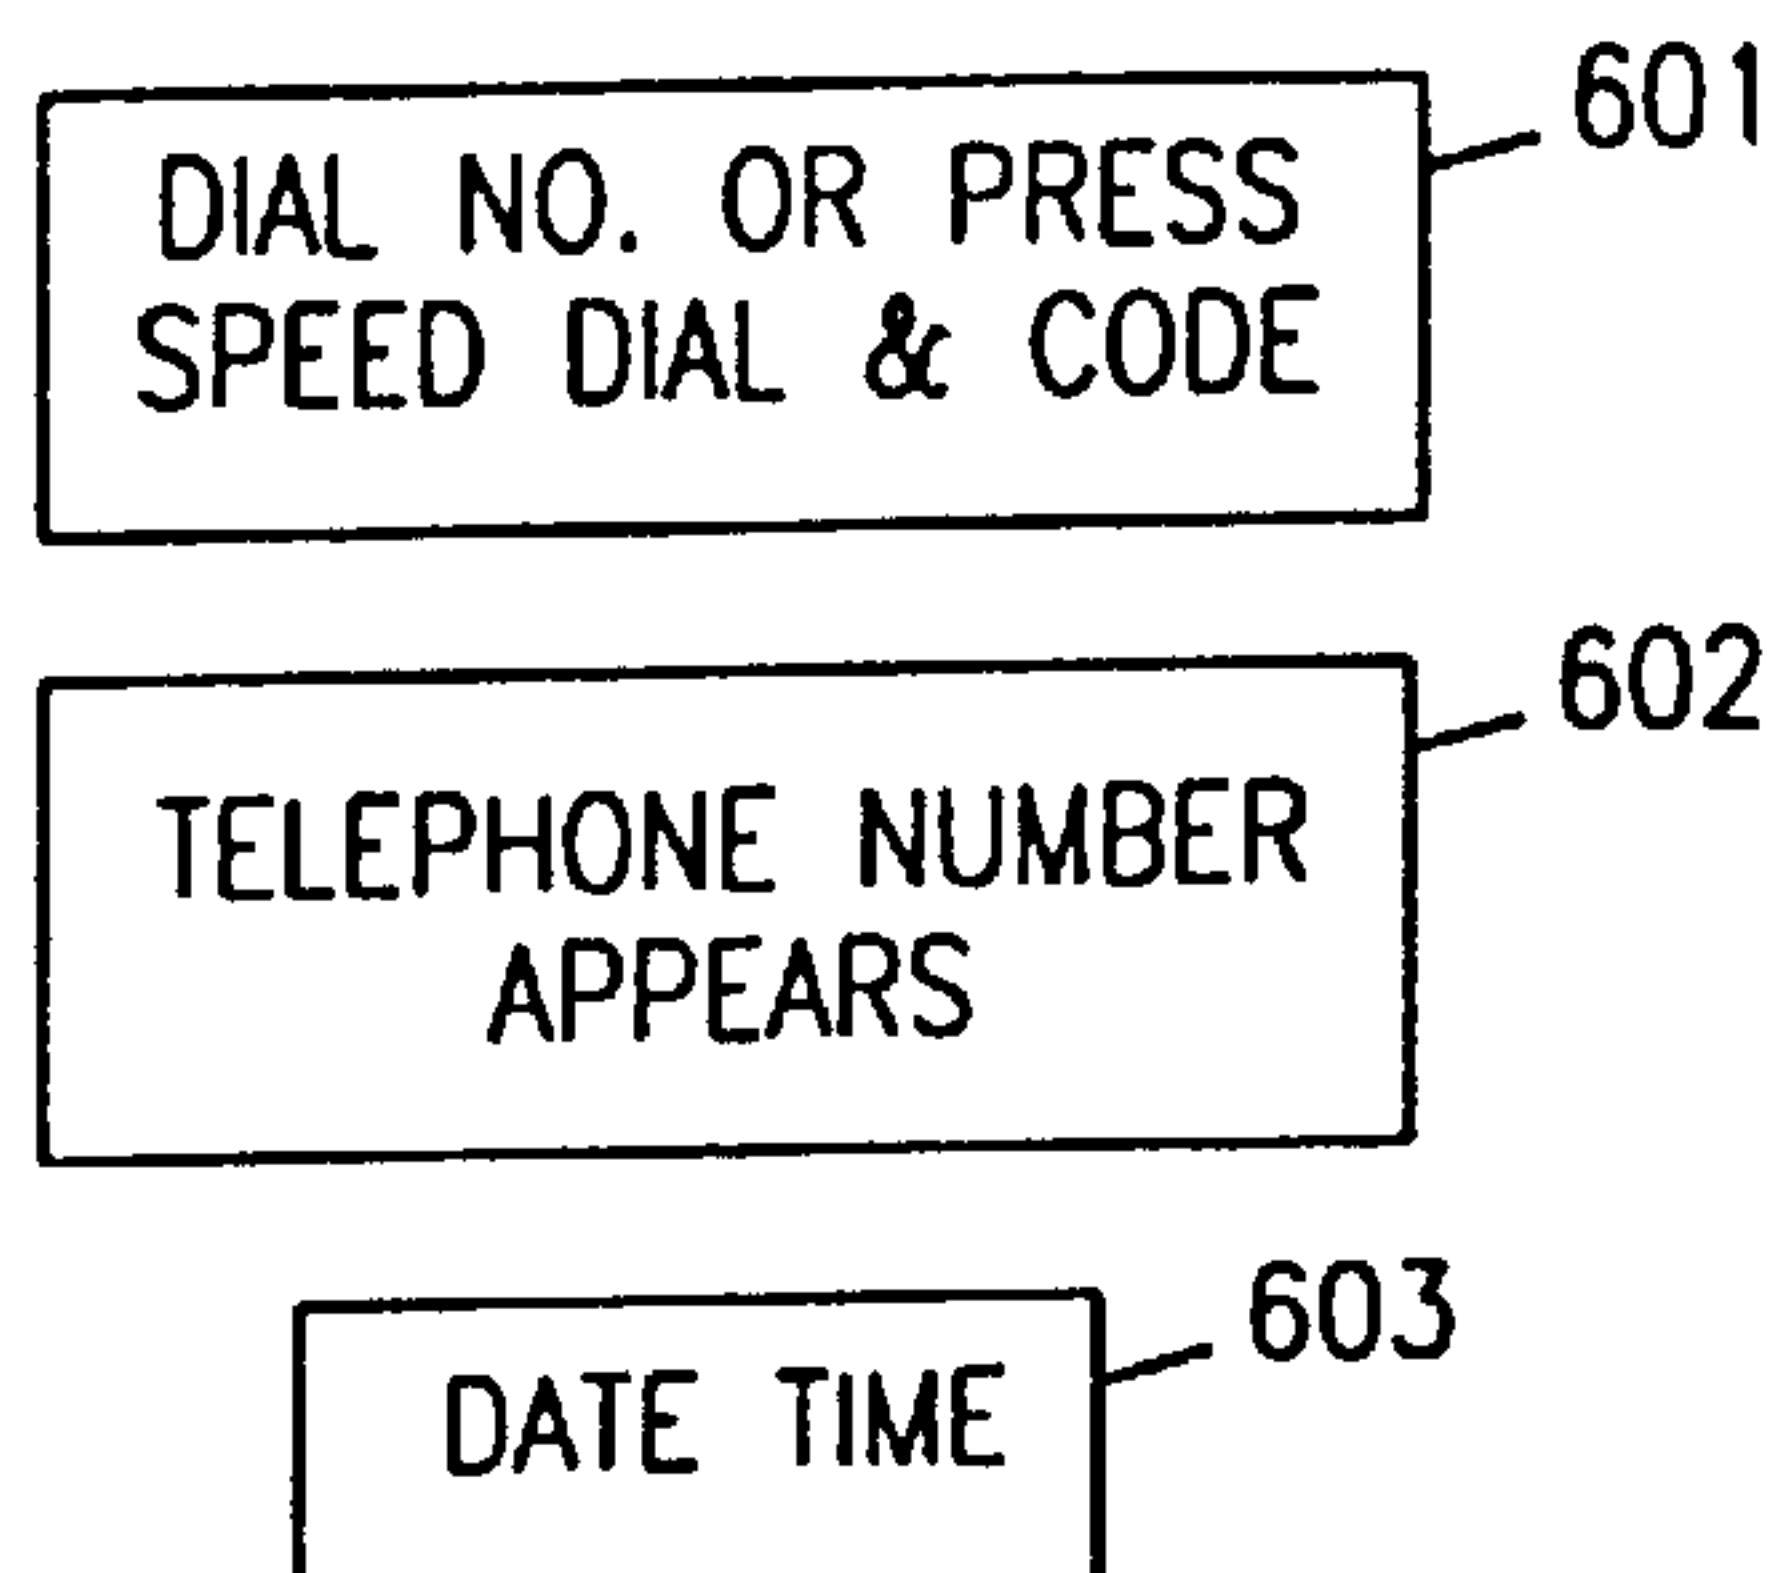 601
DIAL NO. OR PRESS
SPEED DIAL & CODE
602
TELEPHONE NUMBER
APPEARS
603
DATE TIME